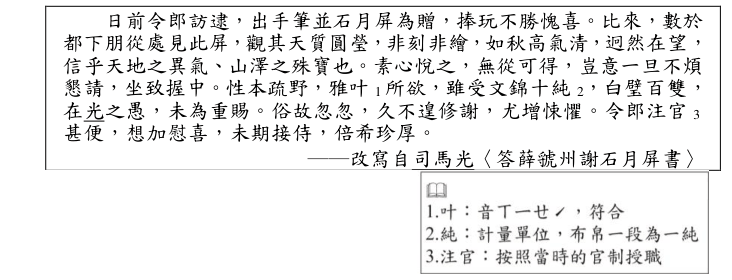 日前令郎訪逮，出手筆並石月屏為贈，捧玩不勝愧喜。比來，數於
都下朋從處見此屏，觀其天質圓瑩，非刻非繪，如秋高氣清，迥然在望，
信乎天地之異氣、山澤之殊寶也。素心悅之，無從可得，豈意一旦不煩
懇請，坐致握中。性本疏野，雅叶1所欲，雖受文錦十純2，白璧百雙，
在光之愚，未為重賜。俗故忽忽，久不遑修謝，尤增悚懼。令郎注官3
甚便，想加慰喜，未期接侍，倍希珍厚。
——改寫自司馬光〈答薛虢州謝石月屏書〉
1.叶：音ㄒㄧㄝˊ，符合
2.純：計量單位，布帛一段為一純
3.注官：按照當時的官制授職